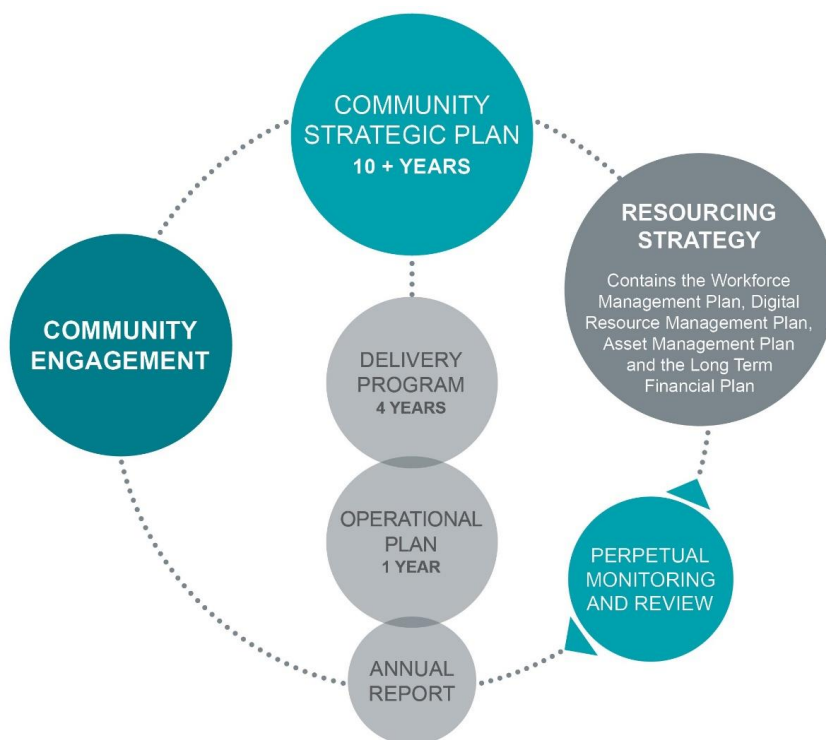 COMMUNITY
STRATEGIC PLAN
10 + YEARS
RESOURCING
STRATEGY
Contains the Workforce
Management Plan, Digital
Resource Management Plan,
Asset Management Plan
and the Long Term
Financial Plan
COMMUNITY
ENGAGEMENT
DELIVERY
PROGRAM
4 YEARS
OPERATIONAL
PLAN
1 YEAR
PERPETUAL
MONITORING
AND REVIEW
ANNUAL
REPORT